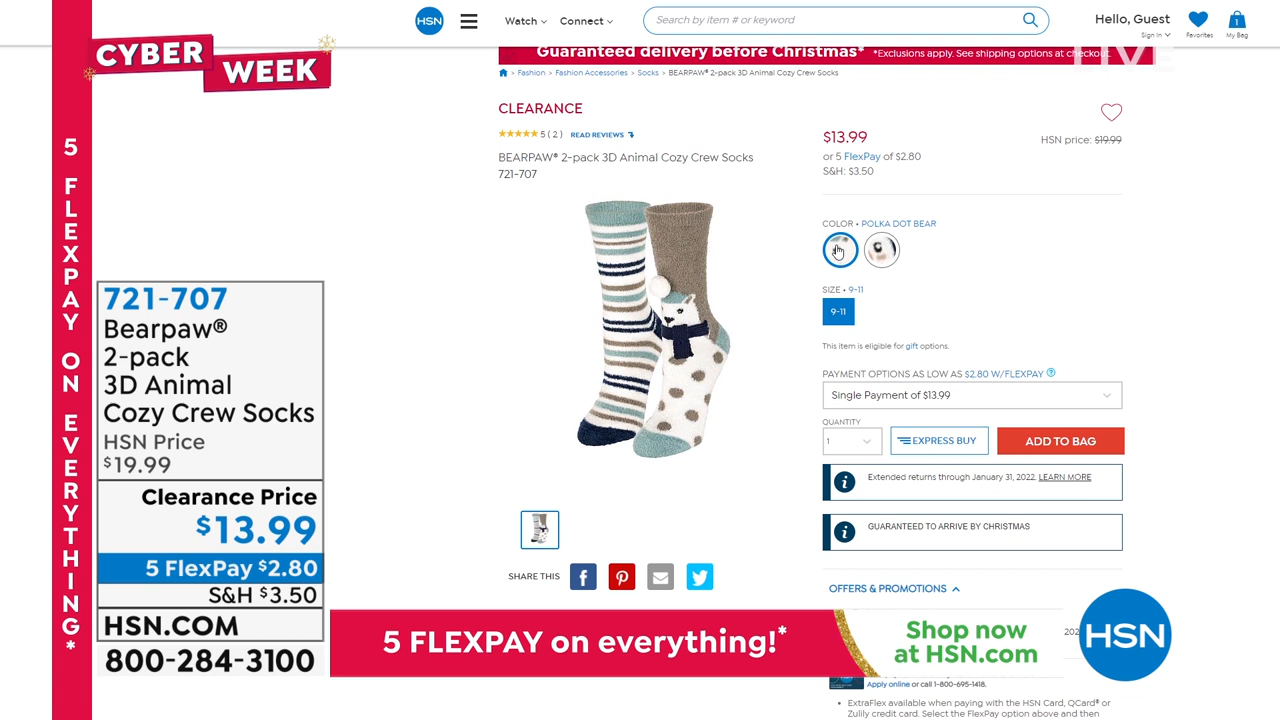 HSN
Watch
Connect
Search by item # or keyword
Hello, Guest
Sign in
Favorites
1
My Bag
CYBER
WEEK
Guaranteed delivery before Christmas* *Exclusions apply. See shipping options at checkout.
LIVE
> Fashion > Fashion Accessories > Socks > BEARPAW® 2-pack 3D Animal Cozy Crew Socks
CLEARANCE
5 ( 2 ) READ REVIEWS
BEARPAW® 2-pack 3D Animal Cozy Crew Socks
721-707
$13.99
HSN price: $19.99
or 5 FlexPay of $2.80
S&H: $3.50
COLOR • POLKA DOT BEAR
SIZE • 9-11
9-11
This item is eligible for gift options.
PAYMENT OPTIONS AS LOW AS $2.80 W/FLEXPAY ?
Single Payment of $13.99
QUANTITY
1
EXPRESS BUY
ADD TO BAG
Extended returns through January 31, 2022. LEARN MORE
GUARANTEED TO ARRIVE BY CHRISTMAS
SHARE THIS
OFFERS & PROMOTIONS
202
Apply online or call 1-800-695-1418.
• ExtraFlex available when paying with the HSN Card, QCard® or
Zulily credit card. Select the FlexPay option above and then
5 FLEXPAY ON EVERYTHING!*
721-707
Bearpaw®
2-pack
3D Animal
Cozy Crew Socks
HSN Price
$19.99
Clearance Price
$13.99
5 FlexPay $2.80
S&H $3.50
HSN.COM
800-284-3100
5 FLEXPAY on everything!*
Shop now
at HSN.com
HSN